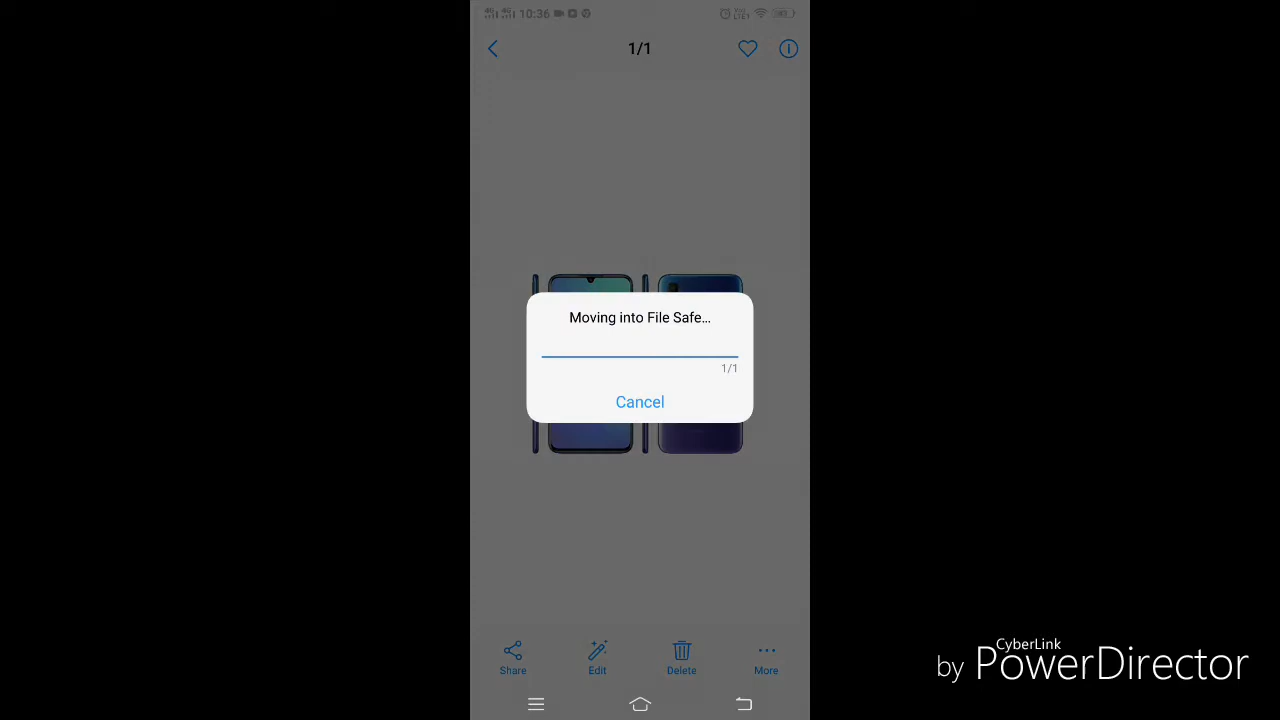 10:36
1/1
Moving into File Safe...
1/1
Cancel
Share Edit Delete More
CyberLink
by PowerDirector